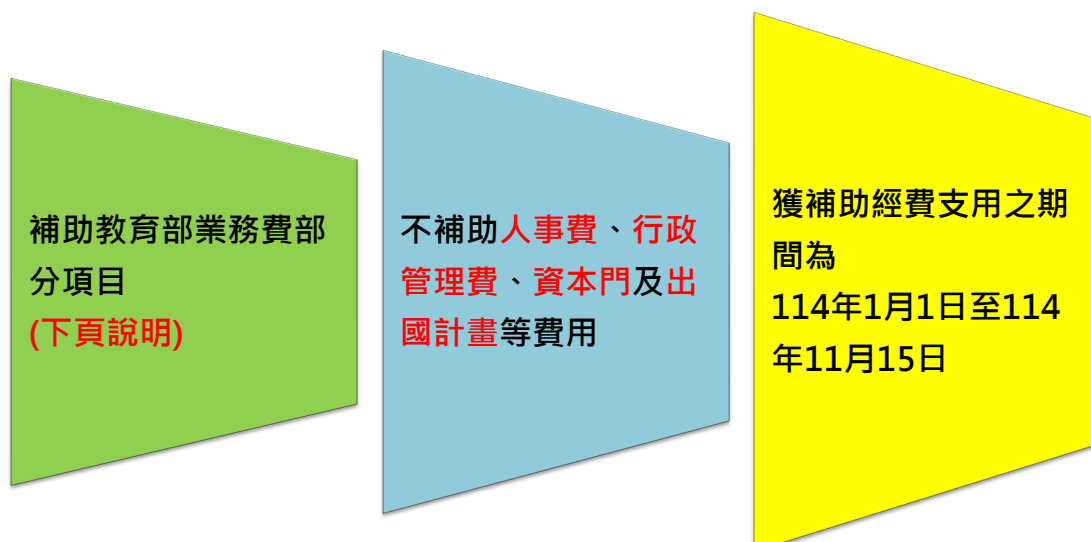 補助教育部業務費部
分項目
(下頁說明)
不補助人事費、行政
管理費、資本門及出
國計畫等費用
獲補助經費支用之期
間為
114年1月1日至114
年11月15日